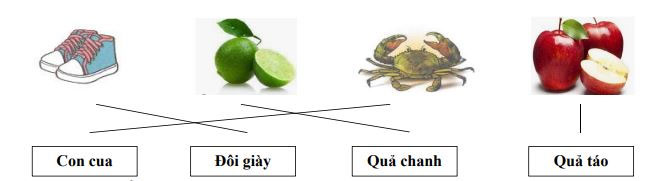 Con cua
Đôi giày
Quả chanh
Quả táo